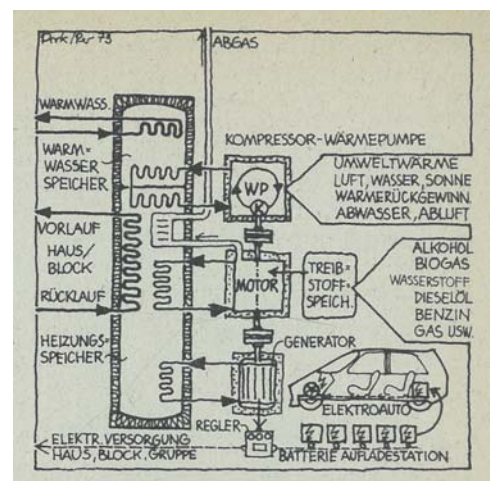 ABGAS
WARMWASS.
WARM=
WASSER
SPEICHER
VORLAUF
HAUS/
BLOCK
RÜCKLAUF
HEIZUNGS=
SPEICHER
KOMPRESSOR-WÄRMEPUMPE
WP
UMWELTWÄRME
LUFT, WASSER, SONNE
WÄRMERÜCKGEWINN.
ABWASSER, ABLUFT
MOTOR
TREIB=
STOFF=
SPEICH.
ALKOHOL
BIOGAS
WASSERSTOFF
DIESELÖL
BENZIN
GAS USW.
GENERATOR
REGLER
ELEKTROAUTO
BATTERIE AUFLADESTATION
ELEKTR. VERSORGUNG
HAUS, BLOCK. GRUPPE